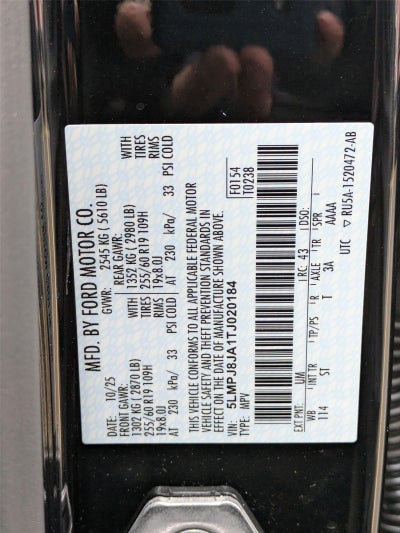 MFD. BY FORD MOTOR CO.
DATE: 10/25 GVWR: 2545 KG ( 5610 LB)
FRONT GAWR: REAR GAWR:
1302 KG ( 2870 LB) 1352 KG ( 2980 LB) WITH
255/60 R19 109H 255/60 R19 109H TIRES
19x8.0J 19x8.0J RIMS
AT 230 kPa/ 33 PSI COLD AT 230 kPa/ 33 PSI COLD
THIS VEHICLE CONFORMS TO ALL APPLICABLE FEDERAL MOTOR
VEHICLE SAFETY AND THEFT PREVENTION STANDARDS IN
EFFECT ON THE DATE OF MANUFACTURE SHOWN ABOVE.
VIN: 5LMPJ8JA1TJ020184
TYPE: MPV
F0154
T0238
EXT PNT: UM RC: 43 DSO:
WB INT TR TP/PS R AXLE TR SPR
114 ST T 3A AAAA
UTC ▽ RU5A-1520472-AB